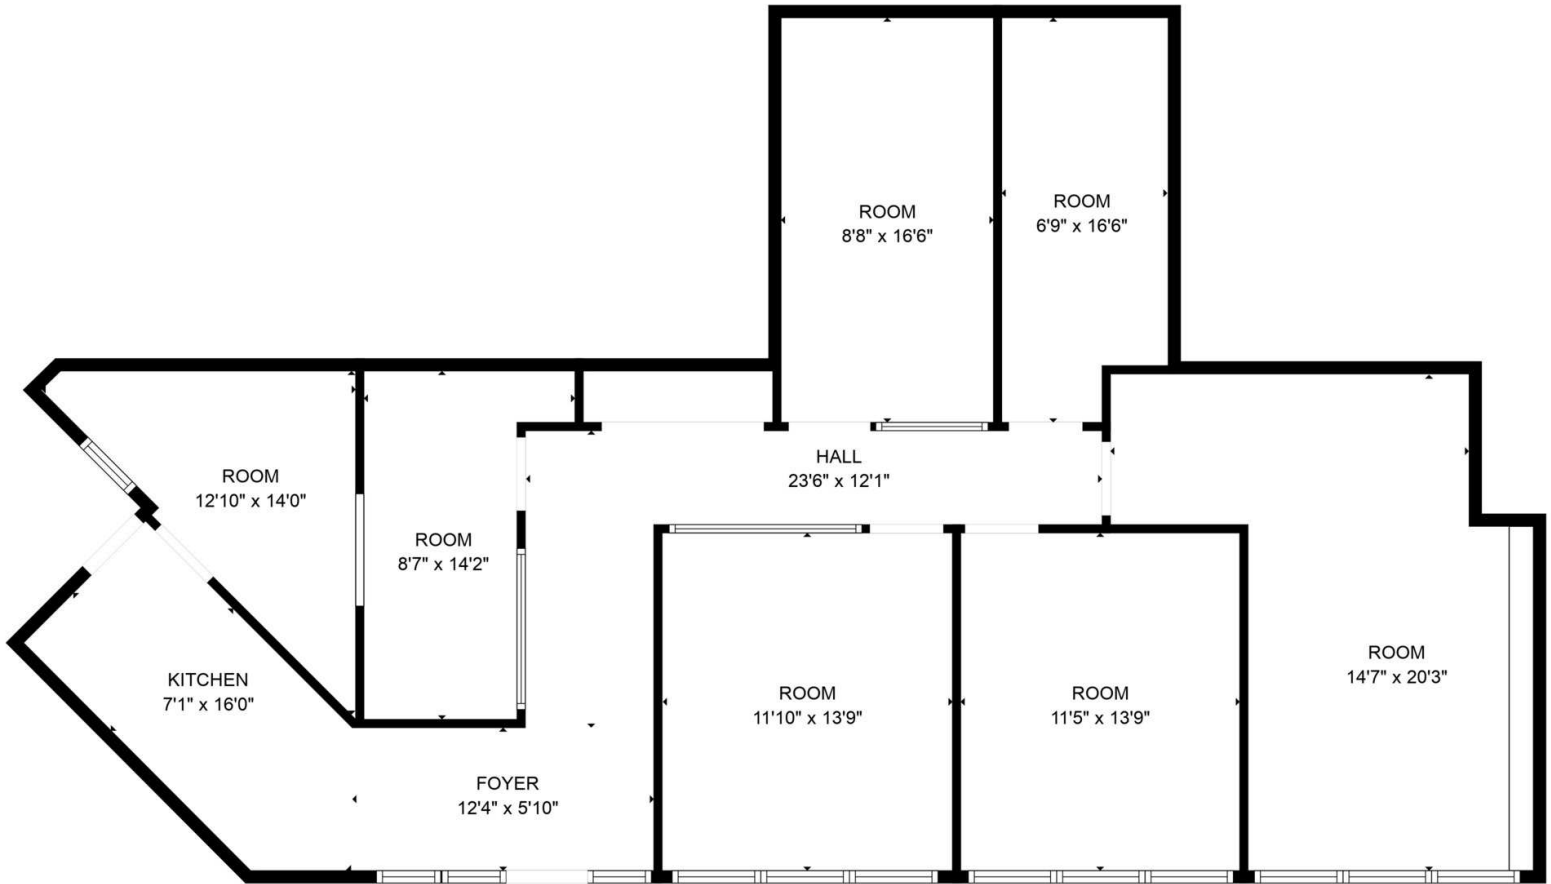 ROOM
8'8" x 16'6"
ROOM
6'9" x 16'6"
HALL
23'6" x 12'1"
ROOM
12'10" x 14'0"
ROOM
8'7" x 14'2"
KITCHEN
7'1" x 16'0"
ROOM
11'10" x 13'9"
ROOM
11'5" x 13'9"
ROOM
14'7" x 20'3"
FOYER
12'4" x 5'10"